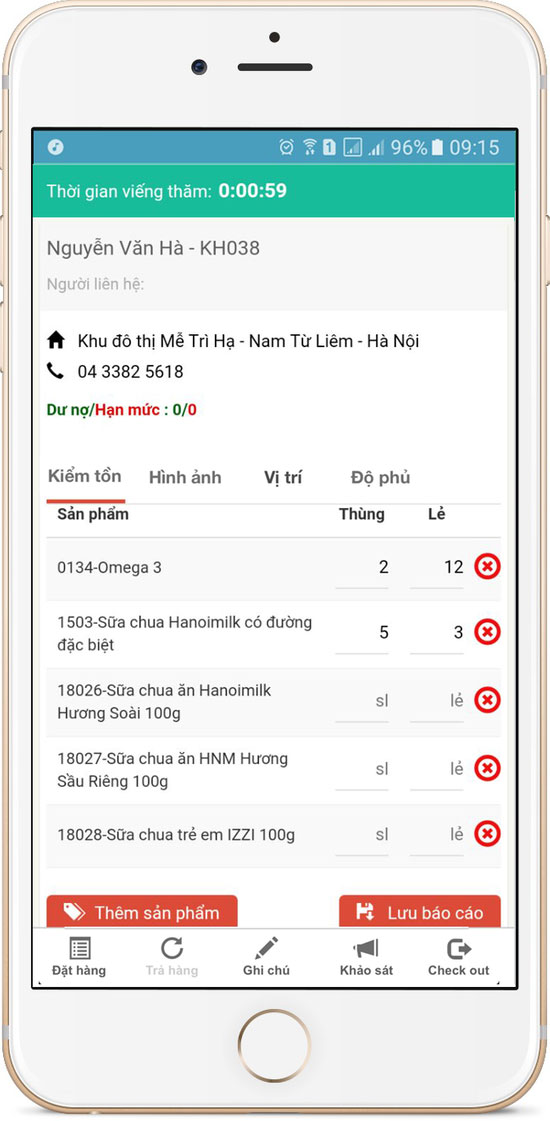 1 96% 09:15
Thời gian viếng thăm: 0:00:59
Nguyễn Văn Hà - KH038
Người liên hệ:
Khu đô thị Mễ Trì Hạ - Nam Từ Liêm - Hà Nội
04 3382 5618
Dư nợ/Hạn mức : 0/0
Kiểm tồn Hình ảnh Vị trí Độ phủ
Sản phẩm Thùng Lẻ
0134-Omega 3 2 12
1503-Sữa chua Hanoimilk có đường
đặc biệt 5 3
18026-Sữa chua ăn Hanoimilk
Hương Soài 100g sl lẻ
18027-Sữa chua ăn HNM Hương
Sầu Riêng 100g sl lẻ
18028-Sữa chua trẻ em IZZI 100g sl lẻ
Thêm sản phẩm Lưu báo cáo
Đặt hàng Trả hàng Ghi chú Khảo sát Check out